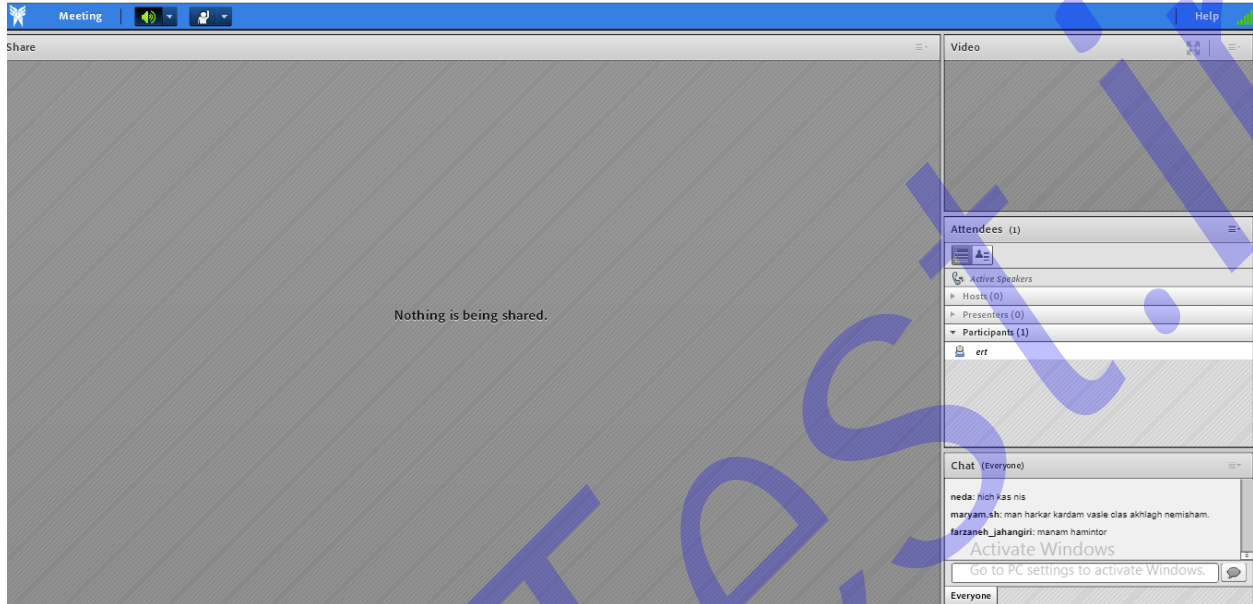 Meeting
Help
Share
Video
Nothing is being shared.
Attendees (1)
Active Speakers
Hosts (0)
Presenters (0)
Participants (1)
ert
Chat (Everyone)
neda: hich kas nis
maryam.sh: man harkar kardam vasle clas akhlagh nemisham.
farzaneh_jahangiri: manam hamintor
Activate Windows
Go to PC settings to activate Windows.
Everyone